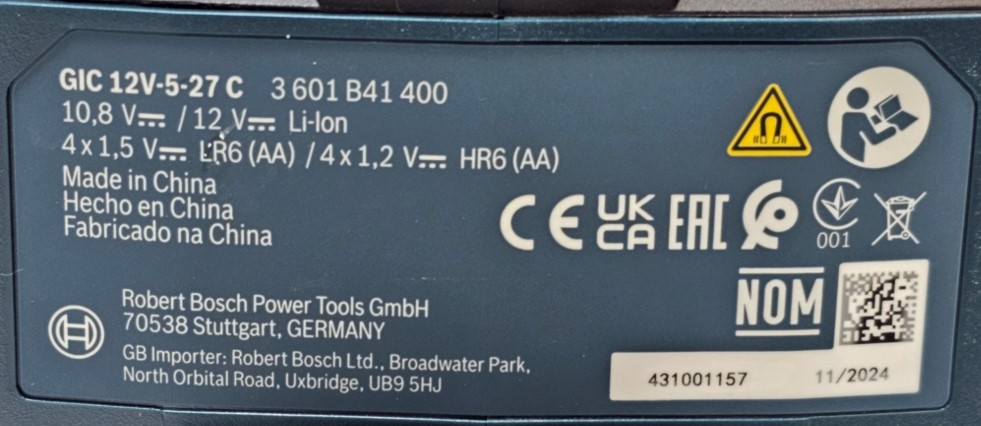 GIC 12V-5-27 C 3 601 B41 400
10,8 V⎓ / 12 V⎓ Li-Ion
4 x 1,5 V⎓ LR6 (AA) / 4 x 1,2 V⎓ HR6 (AA)
Made in China
Hecho en China
Fabricado na China
CE UK CA EAC 001
NOM
Robert Bosch Power Tools GmbH
70538 Stuttgart, GERMANY
GB Importer: Robert Bosch Ltd., Broadwater Park,
North Orbital Road, Uxbridge, UB9 5HJ
431001157 11/2024